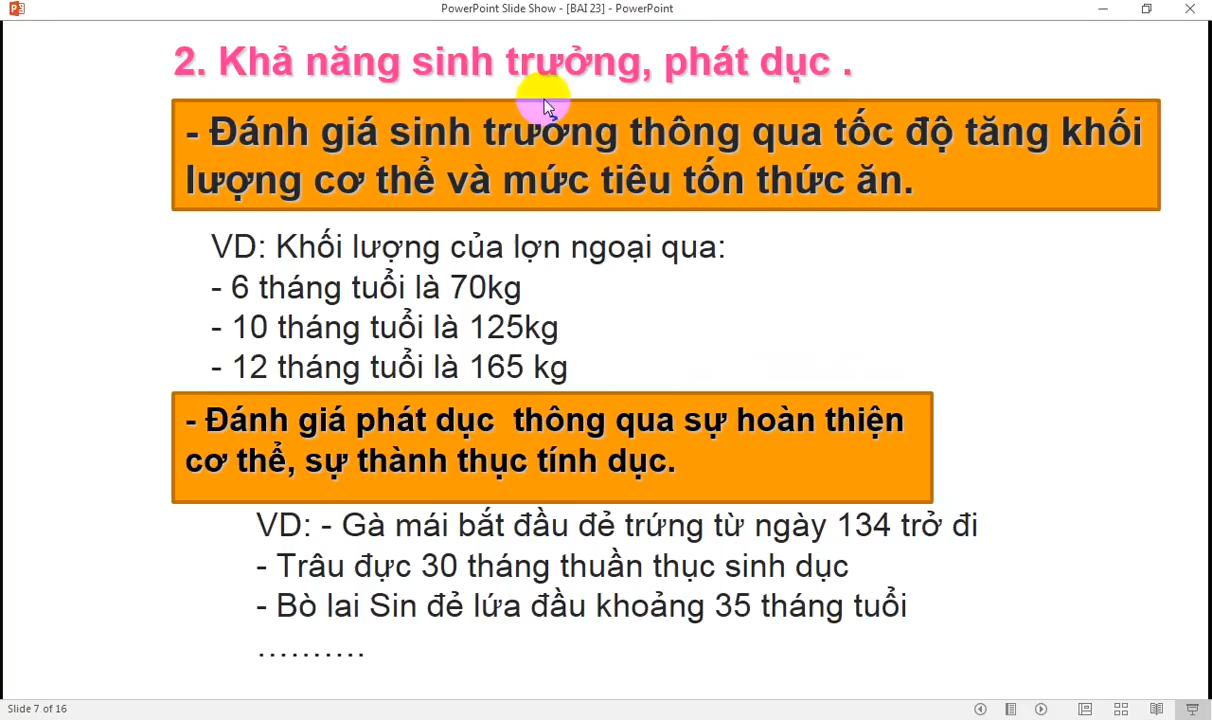 PowerPoint Slide Show - [BAI 23] - PowerPoint
2. Khả năng sinh trưởng, phát dục .
- Đánh giá sinh trưởng thông qua tốc độ tăng khối
lượng cơ thể và mức tiêu tốn thức ăn.
VD: Khối lượng của lợn ngoại qua:
- 6 tháng tuổi là 70kg
- 10 tháng tuổi là 125kg
- 12 tháng tuổi là 165 kg
- Đánh giá phát dục thông qua sự hoàn thiện
cơ thể, sự thành thục tính dục.
VD: - Gà mái bắt đầu đẻ trứng từ ngày 134 trở đi
- Trâu đực 30 tháng thuần thục sinh dục
- Bò lai Sin đẻ lứa đầu khoảng 35 tháng tuổi
..........
Slide 7 of 16